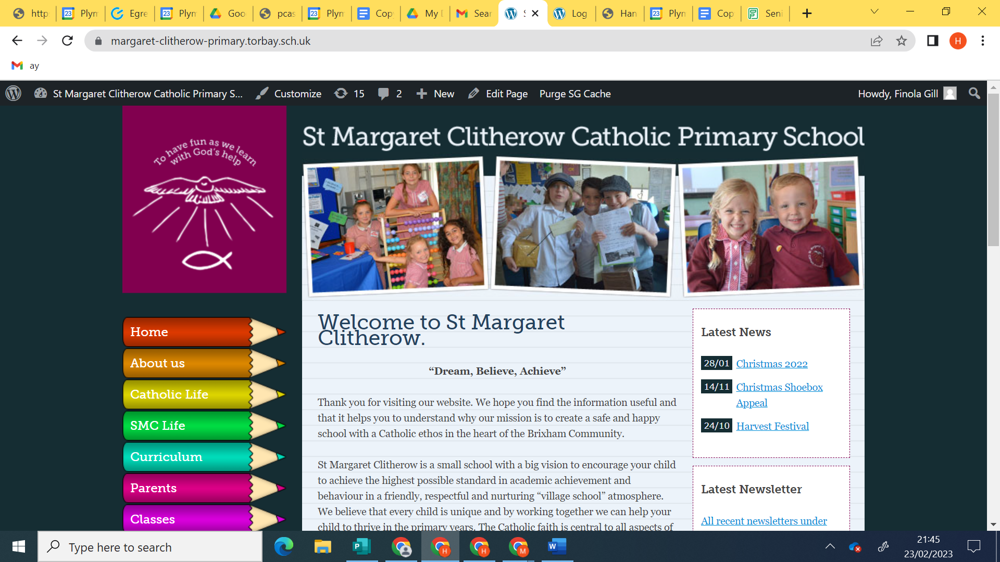 http
Plym
Egre
Plym
Goo
pcas
Plym
Copy
My D
Sear
S
Log
Han
Plym
Cop
Seni
margaret-clitherow-primary.torbay.sch.uk
H
ay
St Margaret Clitherow Catholic Primary S... Customize 15 2 New Edit Page Purge SG Cache Howdy, Finola Gill
To have fun as we learn
with God's help
St Margaret Clitherow Catholic Primary School
Home
About us
Catholic Life
SMC Life
Curriculum
Parents
Classes
Welcome to St Margaret
Clitherow.
“Dream, Believe, Achieve”
Thank you for visiting our website. We hope you find the information useful and
that it helps you to understand why our mission is to create a safe and happy
school with a Catholic ethos in the heart of the Brixham Community.
St Margaret Clitherow is a small school with a big vision to encourage your child
to achieve the highest possible standard in academic achievement and
behaviour in a friendly, respectful and nurturing “village school” atmosphere.
We believe that every child is unique and by working together we can help your
child to thrive in the primary years. The Catholic faith is central to all aspects of
Latest News
28/01 Christmas 2022
14/11 Christmas Shoebox
Appeal
24/10 Harvest Festival
Latest Newsletter
All recent newsletters under
Type here to search
21:45
23/02/2023